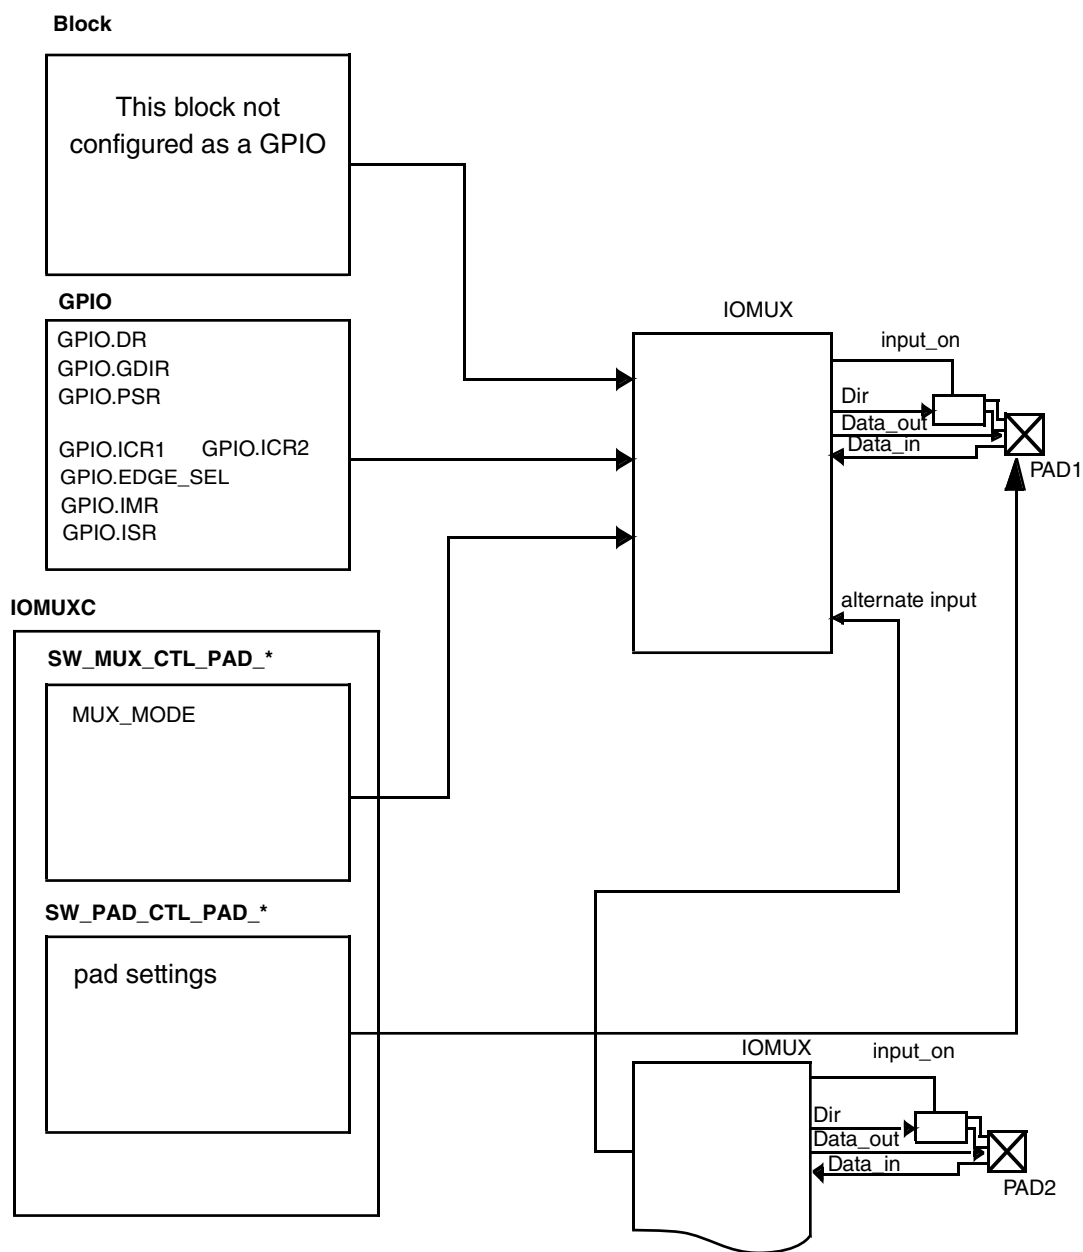 Block
This block not
configured as a GPIO
GPIO
GPIO.DR
GPIO.GDIR
GPIO.PSR
GPIO.ICR1 GPIO.ICR2
GPIO.EDGE_SEL
GPIO.IMR
GPIO.ISR
IOMUXC
SW_MUX_CTL_PAD_*
MUX_MODE
SW_PAD_CTL_PAD_*
pad settings
IOMUX
input_on
Dir
Data_out
Data_in
PAD1
alternate input
IOMUX
input_on
Dir
Data_out
Data_in
PAD2